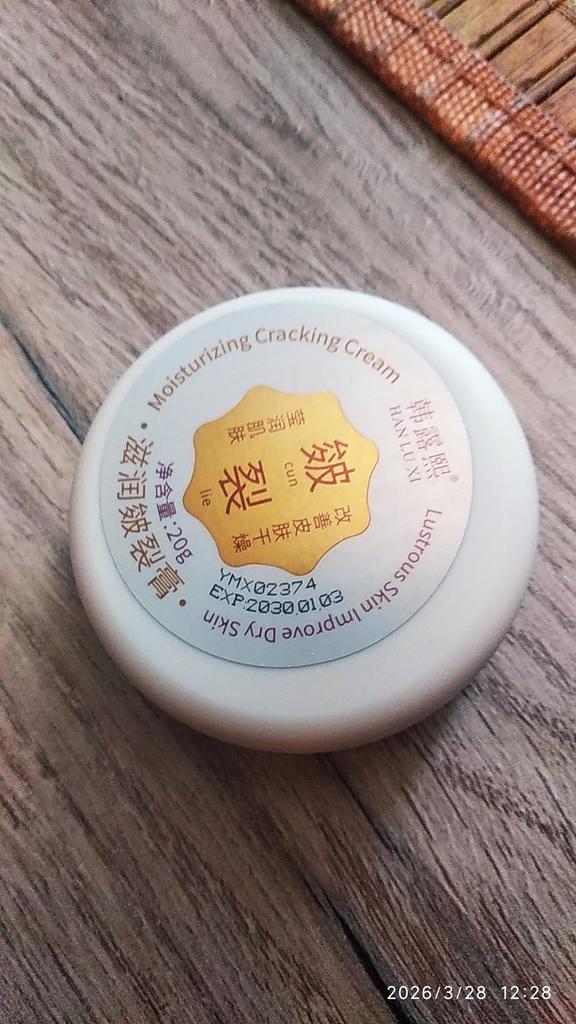 Moisturizing Cracking Cream
韩露熙®
HAN LU XI
莹润肌肤
皲裂
cun
lie
改善皮肤干燥
净含量:20g
·滋润皲裂膏·
YMX02374
EXP:2030.01.03
Lustrous Skin Improve Dry Skin
2026/3/28 12:28